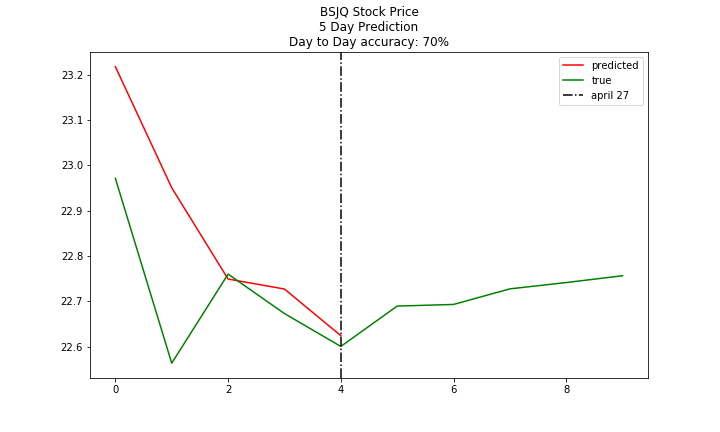 BSJQ Stock Price
5 Day Prediction
Day to Day accuracy: 70%
predicted
true
april 27
23.2
23.1
23.0
22.9
22.8
22.7
22.6
0 2 4 6 8